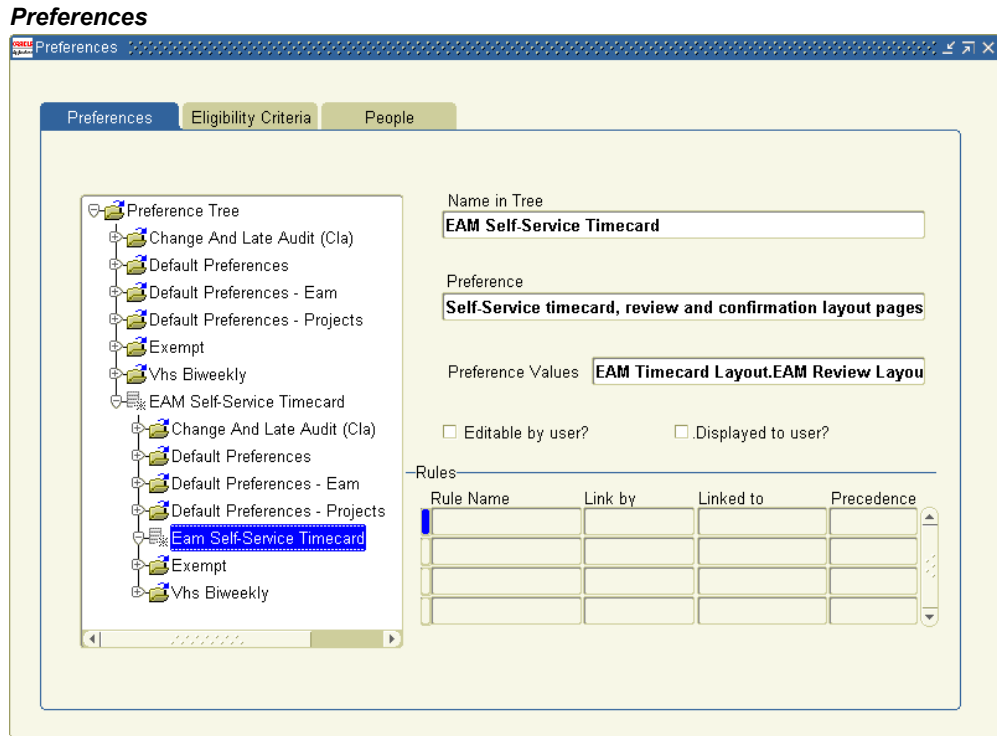 Preferences
Preferences
Preferences Eligibility Criteria People
Preference Tree
Change And Late Audit (Cla)
Default Preferences
Default Preferences - Eam
Default Preferences - Projects
Exempt
Vhs Biweekly
EAM Self-Service Timecard
Change And Late Audit (Cla)
Default Preferences
Default Preferences - Eam
Default Preferences - Projects
Eam Self-Service Timecard
Exempt
Vhs Biweekly
Name in Tree
EAM Self-Service Timecard
Preference
Self-Service timecard, review and confirmation layout pages
Preference Values EAM Timecard Layout.EAM Review Layou
Editable by user? .Displayed to user?
Rules
Rule Name Link by Linked to Precedence